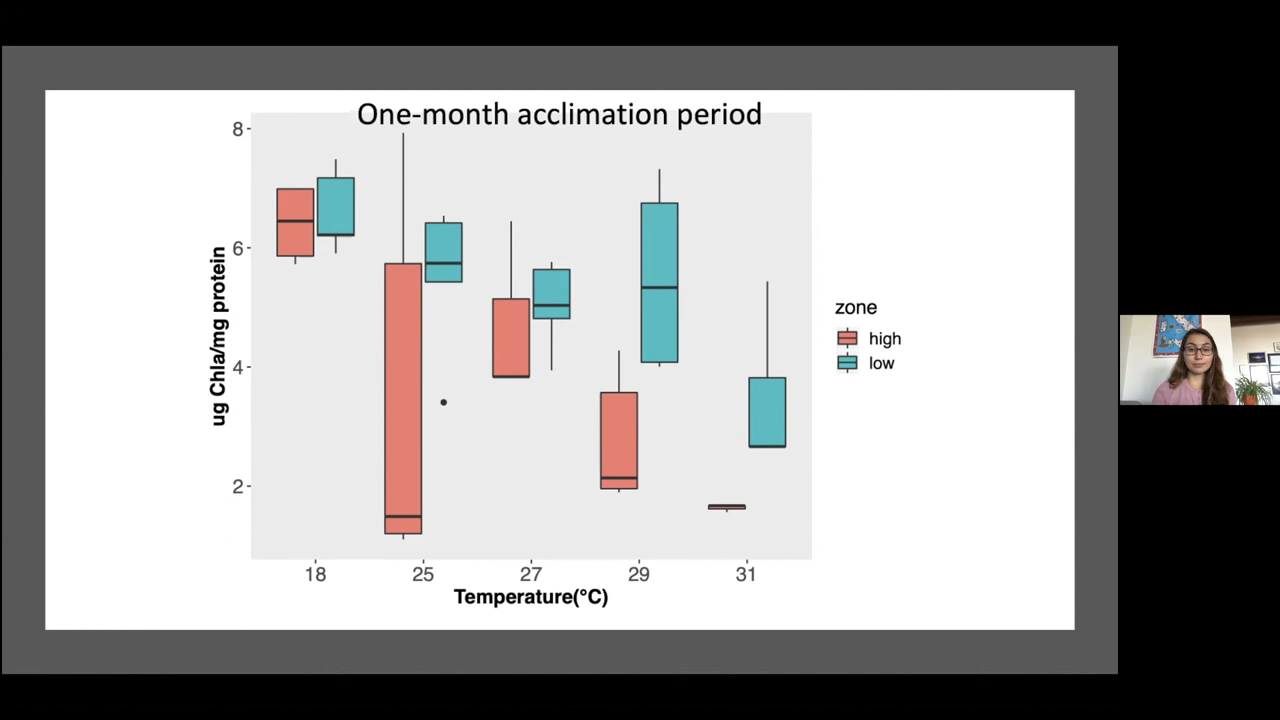 One-month acclimation period
8
6
4
2
ug Chla/mg protein
18 25 27 29 31
Temperature(°C)
zone
high
low